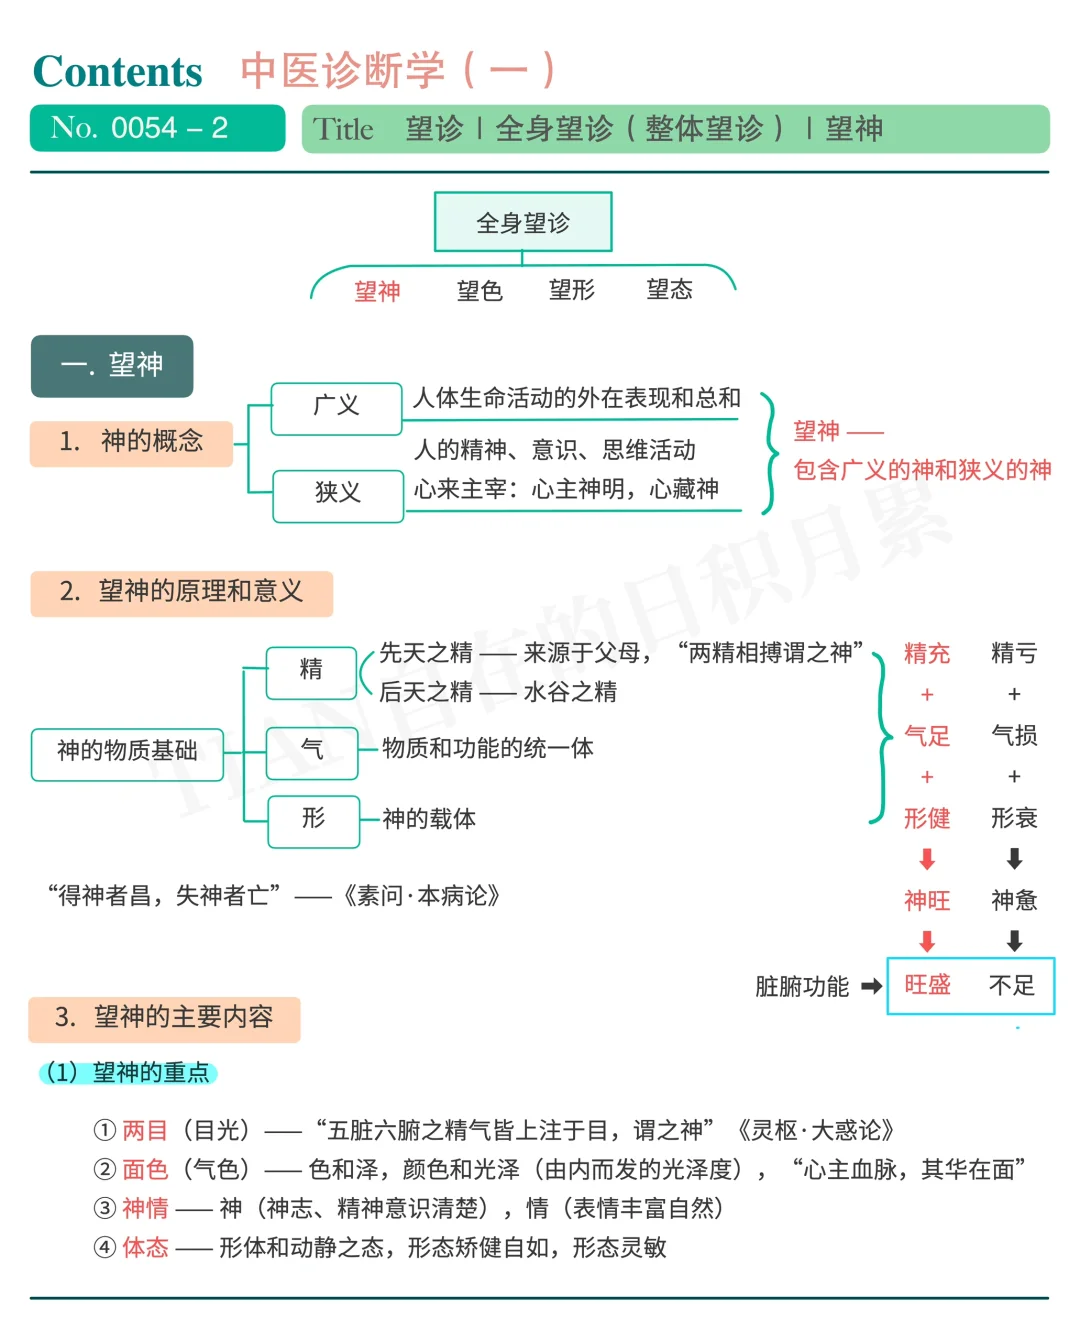 Contents 中医诊断学（一）
No. 0054 – 2 Title 望诊 | 全身望诊（整体望诊）| 望神
全身望诊
望神 望色 望形 望态
一. 望神
1. 神的概念
广义 人体生命活动的外在表现和总和
狭义 人的精神、意识、思维活动
心来主宰：心主神明，心藏神
望神 ——
包含广义的神和狭义的神
2. 望神的原理和意义
神的物质基础
精 先天之精 —— 来源于父母，“两精相搏谓之神”
后天之精 —— 水谷之精
气 物质和功能的统一体
形 神的载体
精充 精亏
+ +
气足 气损
+ +
形健 形衰
神旺 神惫
脏腑功能 旺盛 不足
“得神者昌，失神者亡”——《素问·本病论》
3. 望神的主要内容
（1）望神的重点
① 两目（目光）——“五脏六腑之精气皆上注于目，谓之神”《灵枢·大惑论》
② 面色（气色）—— 色和泽，颜色和光泽（由内而发的光泽度），“心主血脉，其华在面”
③ 神情 —— 神（神志、精神意识清楚），情（表情丰富自然）
④ 体态 —— 形体和动静之态，形态矫健自如，形态灵敏
TIAN自在的日积月累